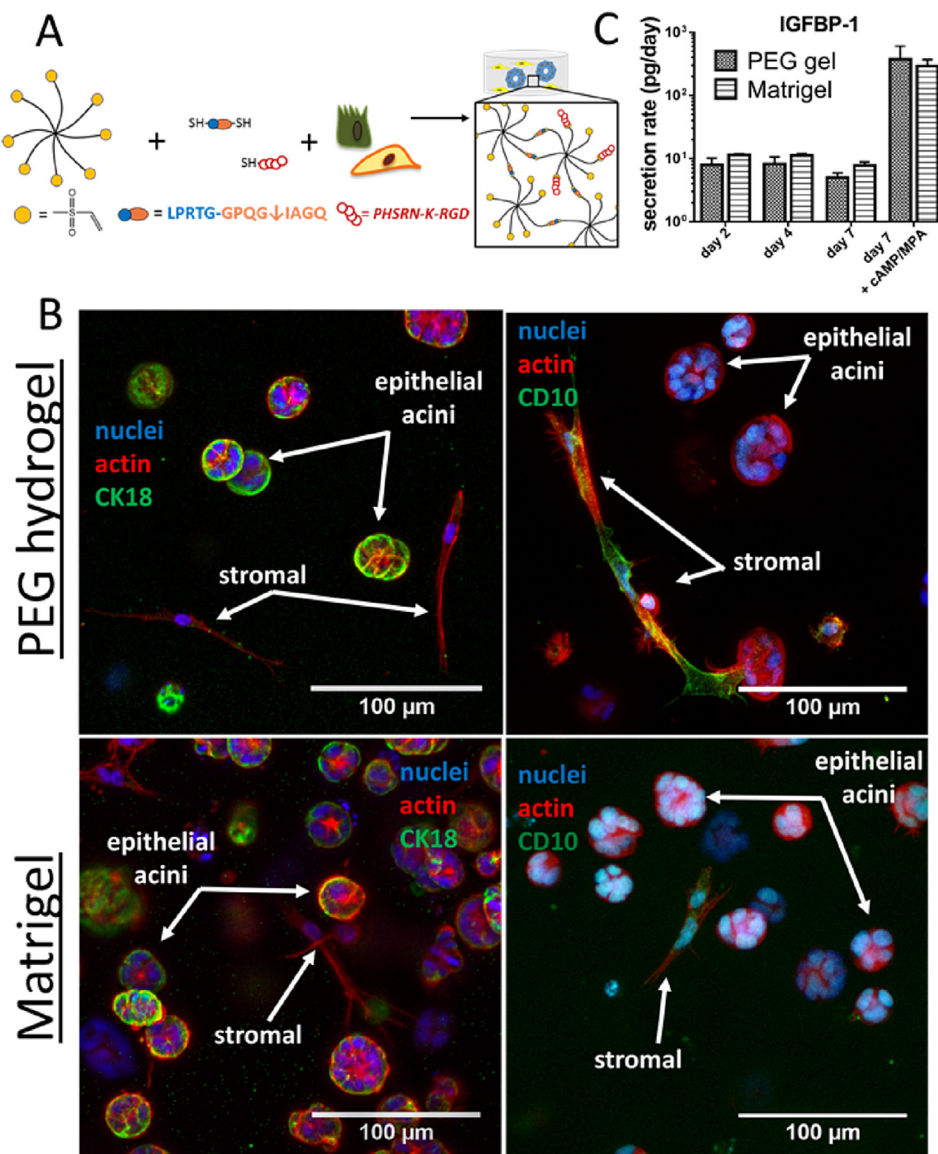 A
SH
SH
SH
+
+
=
S
O
O
= LPRTG-GPQG↓IAGQ
= PHSRN-K-RGD
C
IGFBP-1
secretion rate (pg/day)
10³
10²
10¹
10⁰
PEG gel
Matrigel
day 2
day 4
day 7
day 7
+ cAMP/MPA
B
PEG hydrogel
nuclei
actin
CK18
epithelial
acini
stromal
100 µm
nuclei
actin
CD10
epithelial
acini
stromal
100 µm
Matrigel
nuclei
actin
CK18
epithelial
acini
stromal
100 µm
nuclei
actin
CD10
epithelial
acini
stromal
100 µm